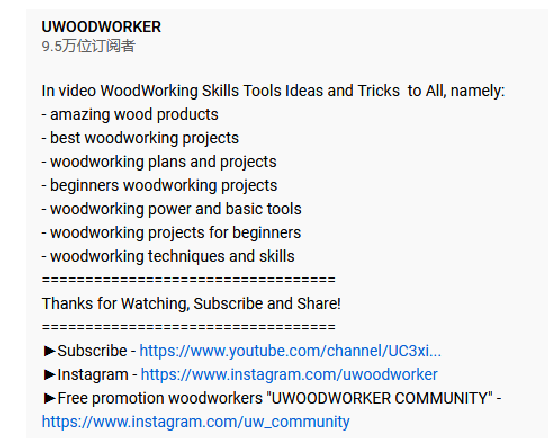 UWOODWORKER
9.5万位订阅者
In video WoodWorking Skills Tools Ideas and Tricks to All, namely:
- amazing wood products
- best woodworking projects
- woodworking plans and projects
- beginners woodworking projects
- woodworking power and basic tools
- woodworking projects for beginners
- woodworking techniques and skills
==================================
Thanks for Watching, Subscribe and Share!
==================================
►Subscribe - https://www.youtube.com/channel/UC3xi...
►Instagram - https://www.instagram.com/uwoodworker
►Free promotion woodworkers "UWOODWORKER COMMUNITY" -
https://www.instagram.com/uw_community